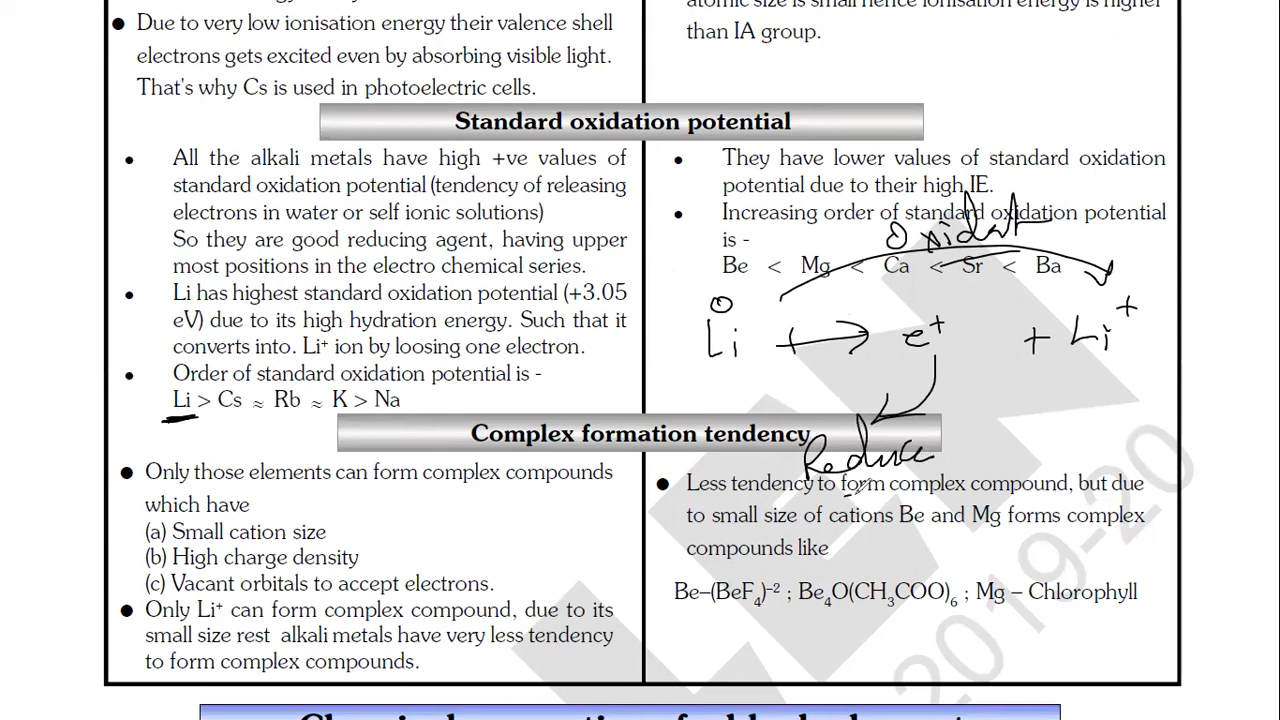 Due to very low ionisation energy their valence shell
electrons gets excited even by absorbing visible light.
That's why Cs is used in photoelectric cells.
atomic size is small hence ionisation energy is higher
than IA group.
Standard oxidation potential
• All the alkali metals have high +ve values of
standard oxidation potential (tendency of releasing
electrons in water or self ionic solutions)
So they are good reducing agent, having upper
most positions in the electro chemical series.
• Li has highest standard oxidation potential (+3.05
eV) due to its high hydration energy. Such that it
converts into. Li⁺ ion by loosing one electron.
• Order of standard oxidation potential is -
Li > Cs ≈ Rb ≈ K > Na
• They have lower values of standard oxidation
potential due to their high IE.
• Increasing order of standard oxidation potential
is -
Be < Mg < Ca < Sr < Ba
Oxidat
Li → e⁺ + Li⁺
Reduce
Complex formation tendency
• Only those elements can form complex compounds
which have
(a) Small cation size
(b) High charge density
(c) Vacant orbitals to accept electrons.
• Only Li⁺ can form complex compound, due to its
small size rest alkali metals have very less tendency
to form complex compounds.
• Less tendency to form complex compound, but due
to small size of cations Be and Mg forms complex
compounds like
Be–(BeF₄)⁻² ; Be₄O(CH₃COO)₆ ; Mg – Chlorophyll
2019-20